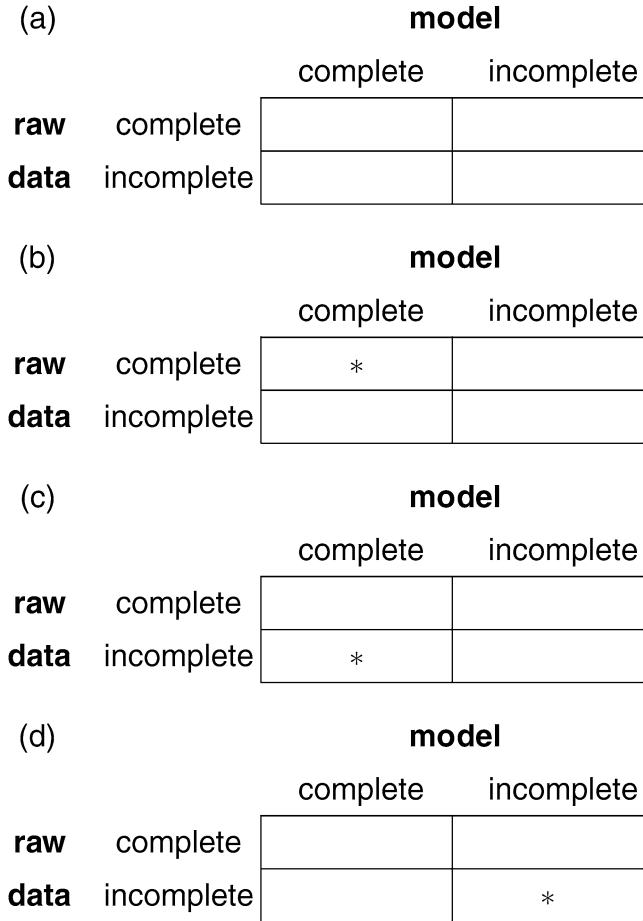 (a) model
complete incomplete
raw complete
data incomplete
(b) model
complete incomplete
raw complete *
data incomplete
(c) model
complete incomplete
raw complete
data incomplete *
(d) model
complete incomplete
raw complete
data incomplete *